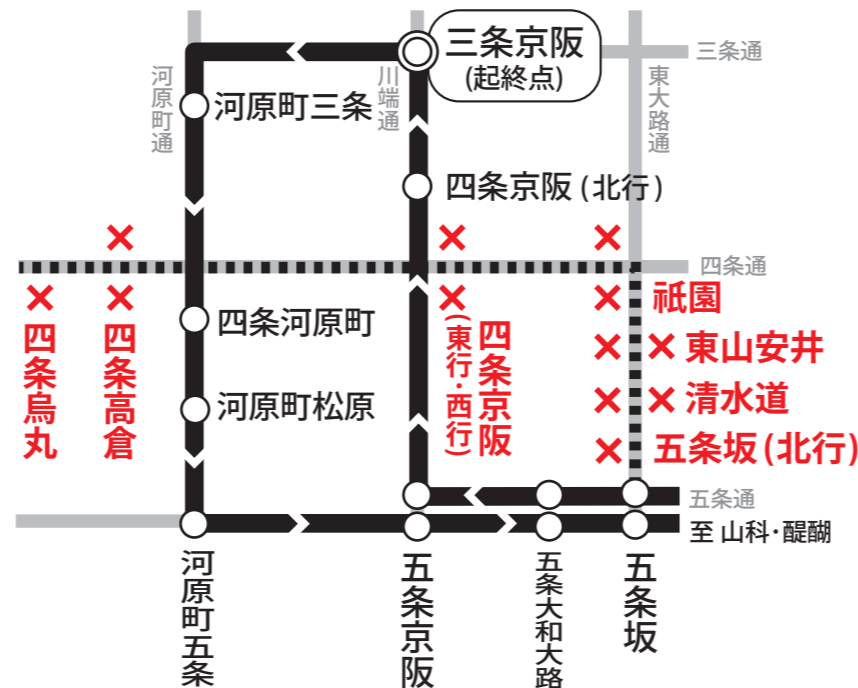 三条京阪
(起終点)
三条通
河原町通
川端通
東大路通
河原町三条
四条京阪(北行)
四条通
四条烏丸
四条高倉
四条河原町
河原町松原
四条京阪
(東行・西行)
祇園
東山安井
清水道
五条坂(北行)
五条通
至 山科・醍醐
河原町五条
五条京阪
五条大和大路
五条坂